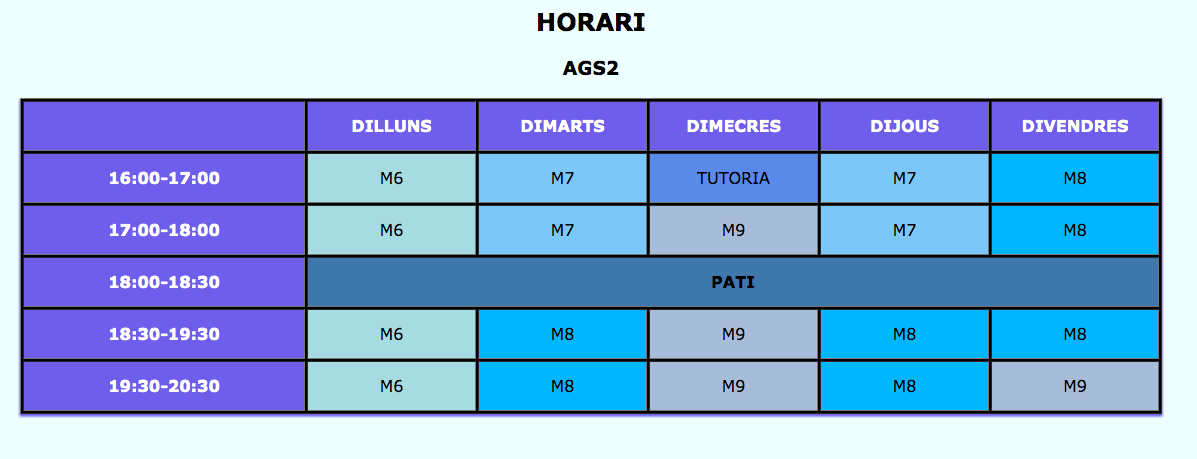 HORARI
AGS2
DILLUNS DIMARTS DIMECRES DIJOUS DIVENDRES
16:00-17:00 M6 M7 TUTORIA M7 M8
17:00-18:00 M6 M7 M9 M7 M8
18:00-18:30 PATI
18:30-19:30 M6 M8 M9 M8 M8
19:30-20:30 M6 M8 M9 M8 M9